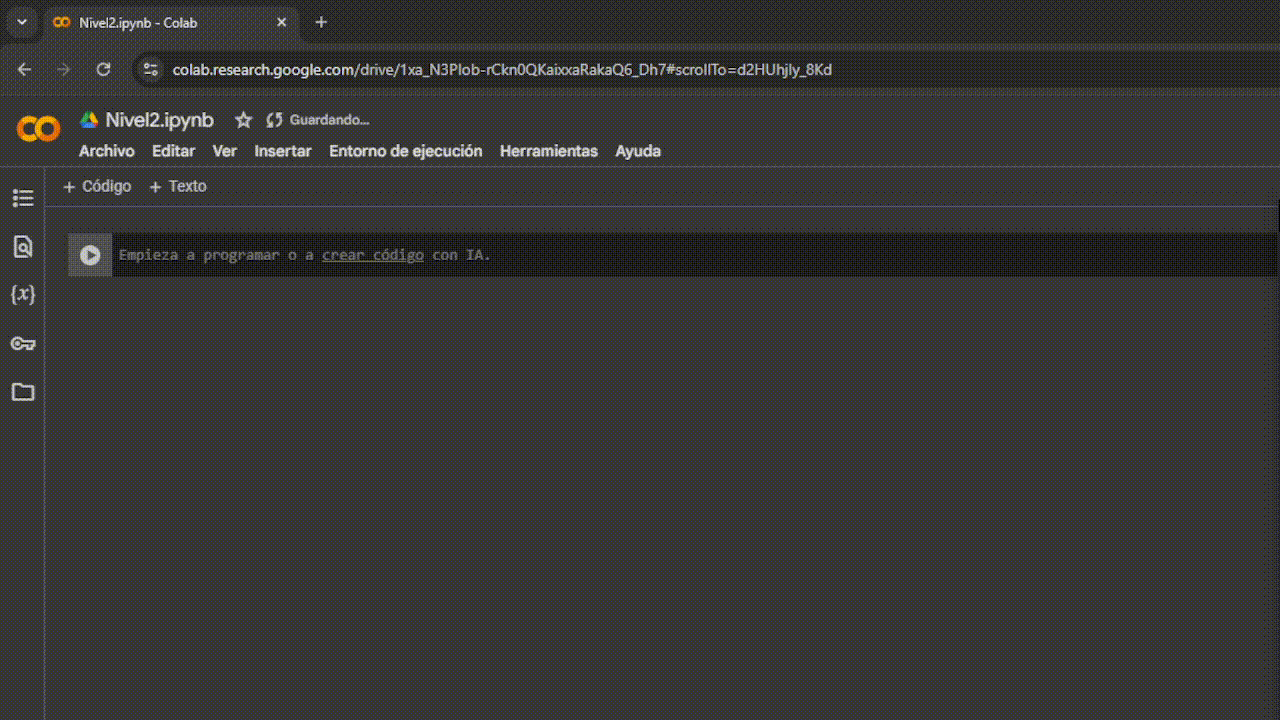 Nivel2.ipynb - Colab
colab.research.google.com/drive/1xa_N3Plob-rCkn0QKaixxaRakaQ6_Dh7#scrollTo=d2HUhjly_8Kd
Nivel2.ipynb Guardando...
Archivo Editar Ver Insertar Entorno de ejecución Herramientas Ayuda
+ Código + Texto
{x} Empieza a programar o a crear código con IA.